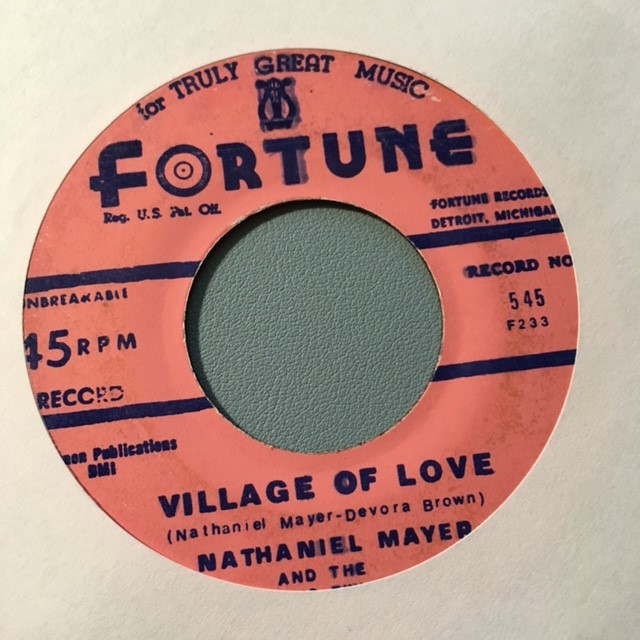 for TRULY GREAT MUSIC
FORTUNE
Reg. U.S. Pat. Off.
FORTUNE RECORDS
DETROIT, MICHIGAN
UNBREAKABLE
45 RPM
RECORD
RECORD NO
545
F233
Publications
BMI
VILLAGE OF LOVE
(Nathaniel Mayer-Devora Brown)
NATHANIEL MAYER
AND THE